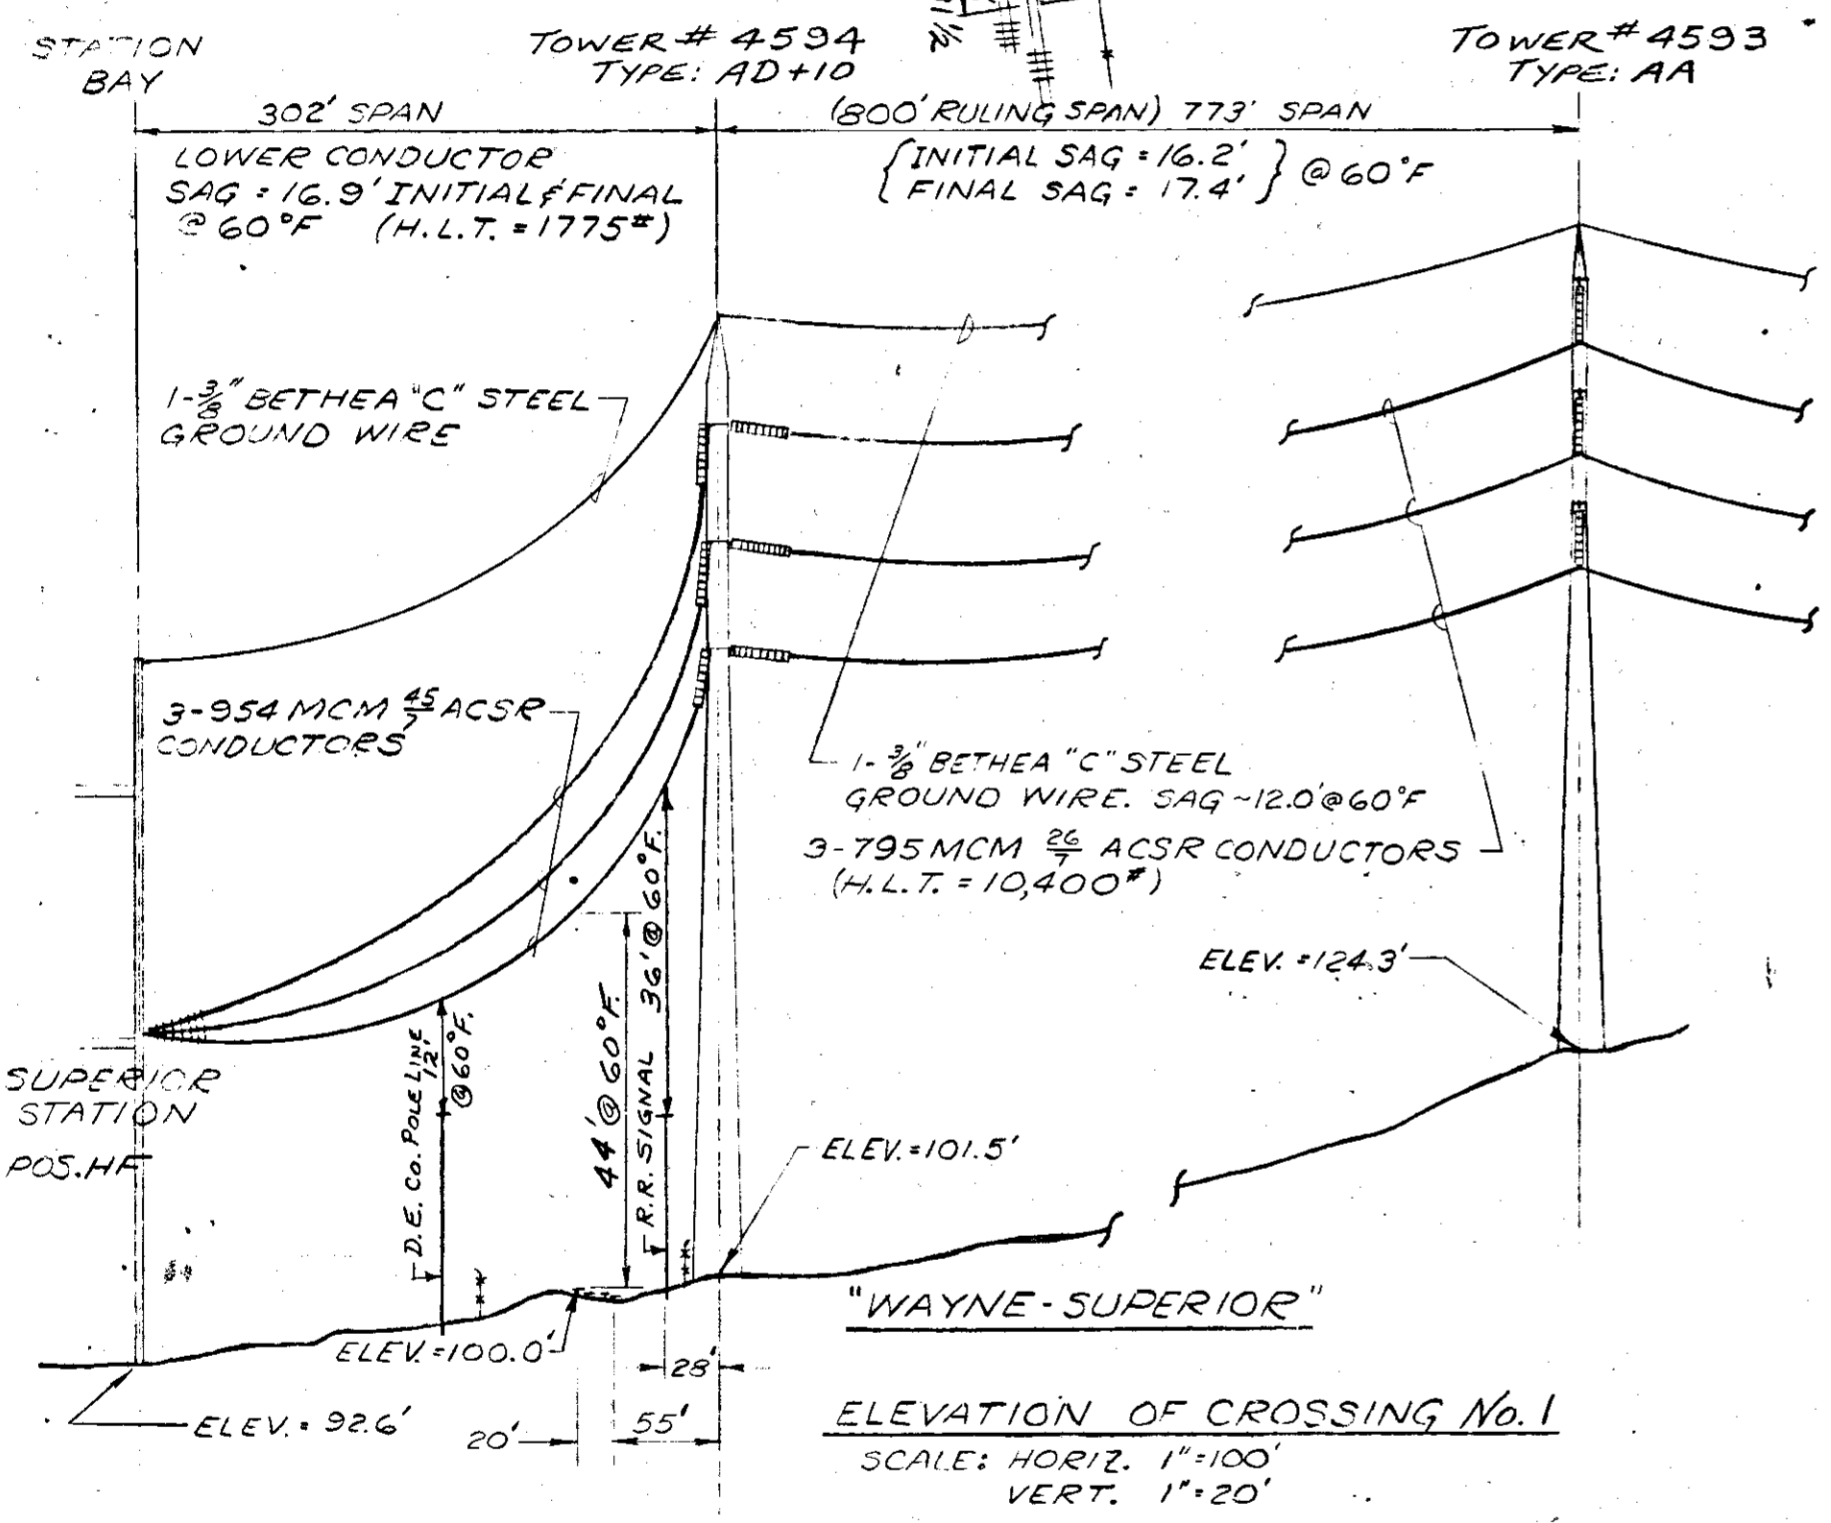 STATION
BAY
TOWER # 4594
TYPE: AD+10
11 1/2
TOWER # 4593
TYPE: AA
302' SPAN
(800' RULING SPAN) 773' SPAN
LOWER CONDUCTOR
SAG = 16.9' INITIAL & FINAL
@ 60°F (H.L.T. = 1775#)
{INITIAL SAG = 16.2'
FINAL SAG = 17.4'} @ 60°F
1-3/8" BETHEA "C" STEEL
GROUND WIRE
3-954 MCM 45/7 ACSR
CONDUCTORS
1-3/8" BETHEA "C" STEEL
GROUND WIRE. SAG ~12.0' @ 60°F
3-795 MCM 26/7 ACSR CONDUCTORS
(H.L.T. = 10,400#)
ELEV. = 124.3'
SUPERIOR
STATION
POS. HF
D.E. CO. POLE LINE
12'
@ 60°F.
44' @ 60°F.
R.R. SIGNAL 36' @ 60°F.
ELEV. = 101.5'
"WAYNE-SUPERIOR"
ELEV. = 100.0'
28'
ELEV. = 92.6'
20'
55'
ELEVATION OF CROSSING No. 1
SCALE: HORIZ. 1" = 100'
VERT. 1" = 20'